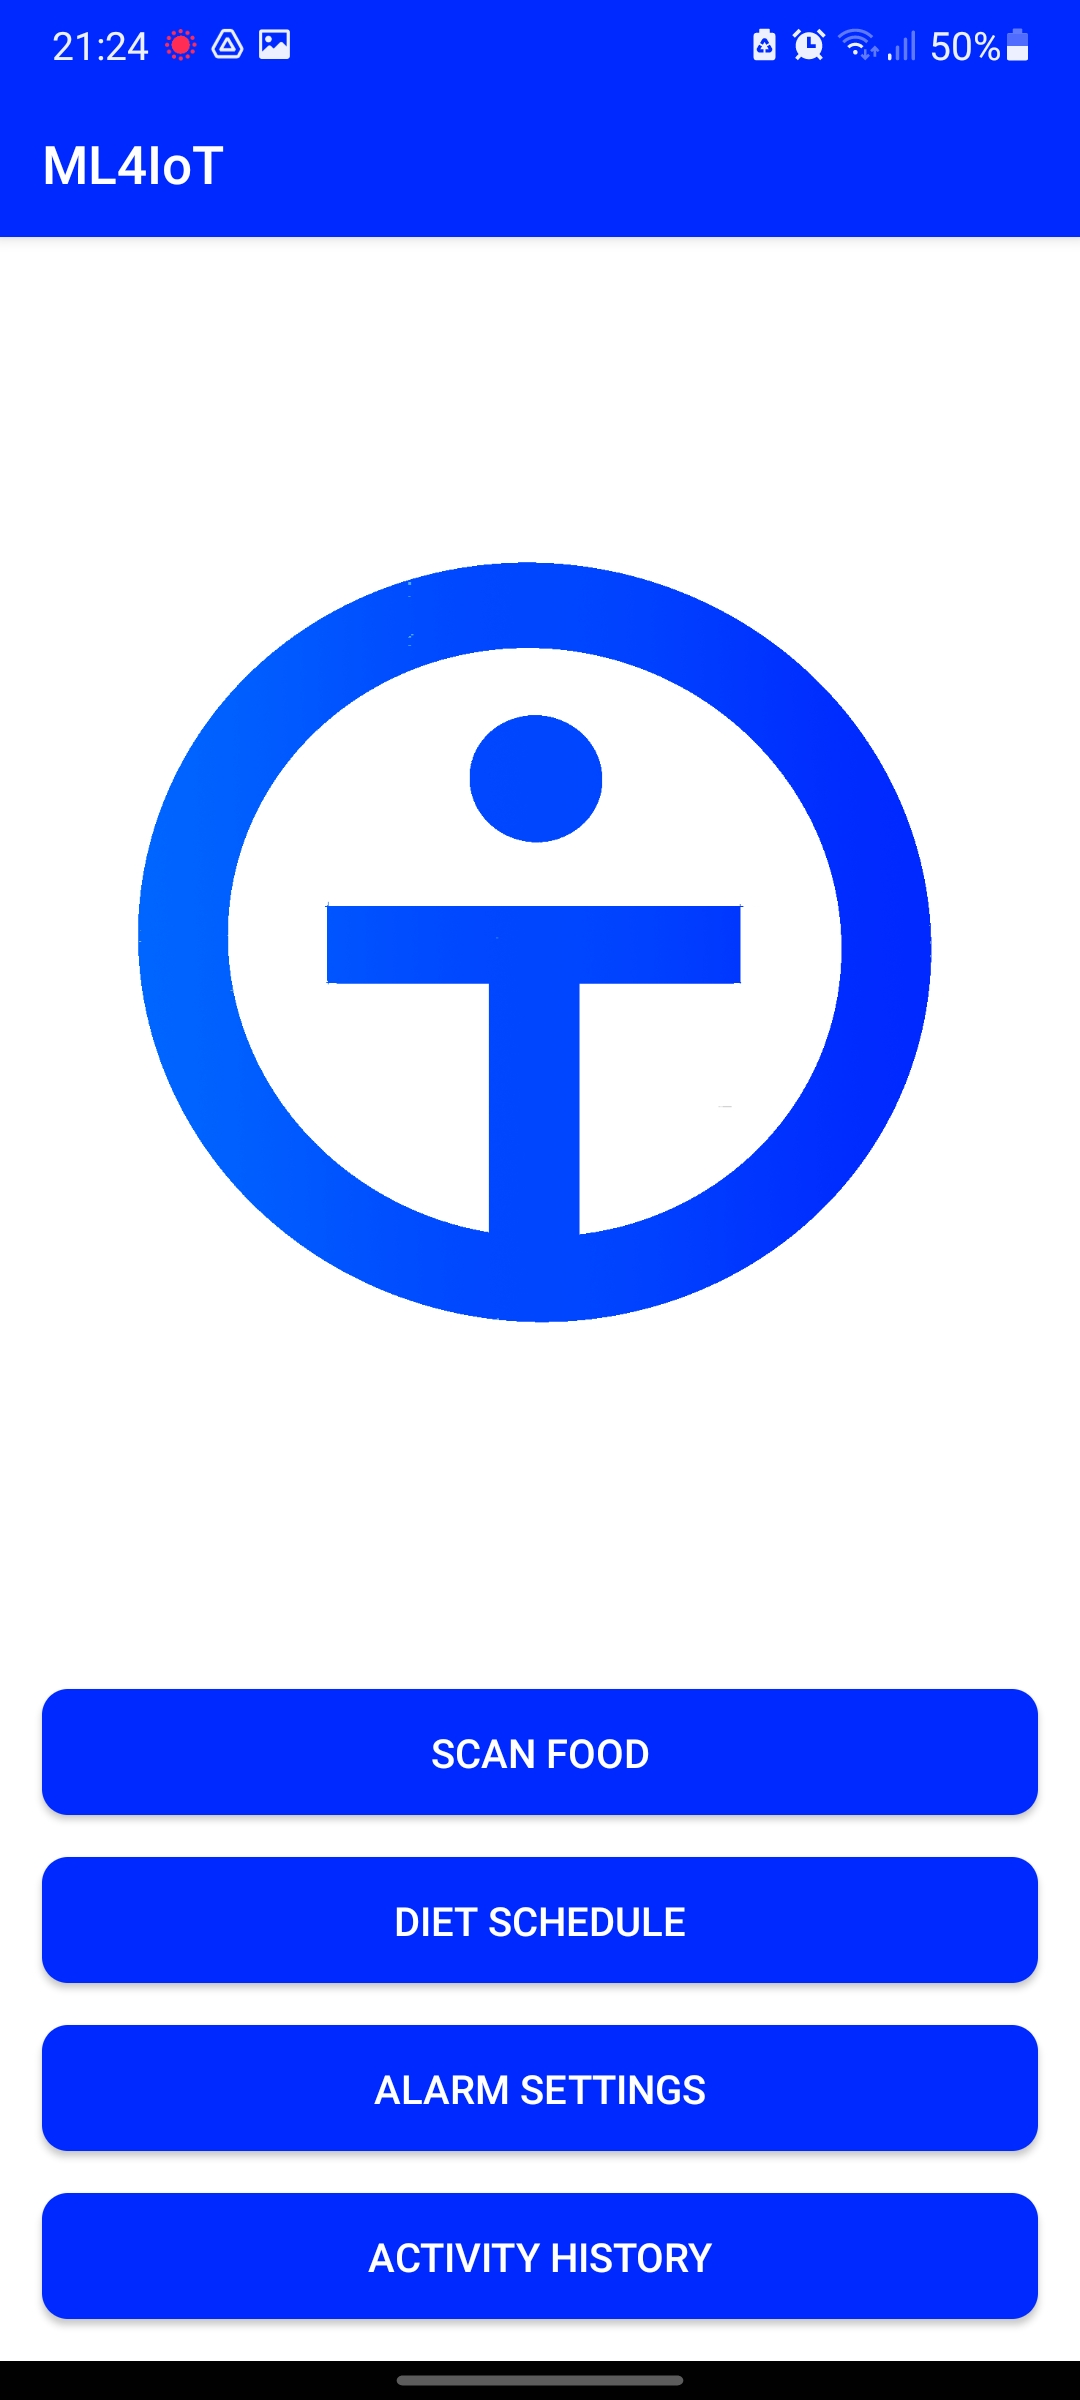 21:24 50%
ML4IoT
SCAN FOOD
DIET SCHEDULE
ALARM SETTINGS
ACTIVITY HISTORY